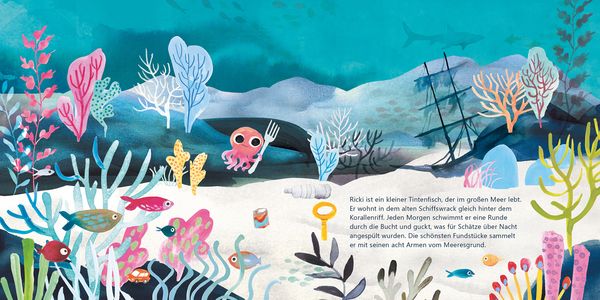 Ricki ist ein kleiner Tintenfisch, der im großen Meer lebt.
Er wohnt in dem alten Schiffswrack gleich hinter dem
Korallenriff. Jeden Morgen schwimmt er eine Runde
durch die Bucht und guckt, was für Schätze über Nacht
angespült wurden. Die schönsten Fundstücke sammelt
er mit seinen acht Armen vom Meeresgrund.